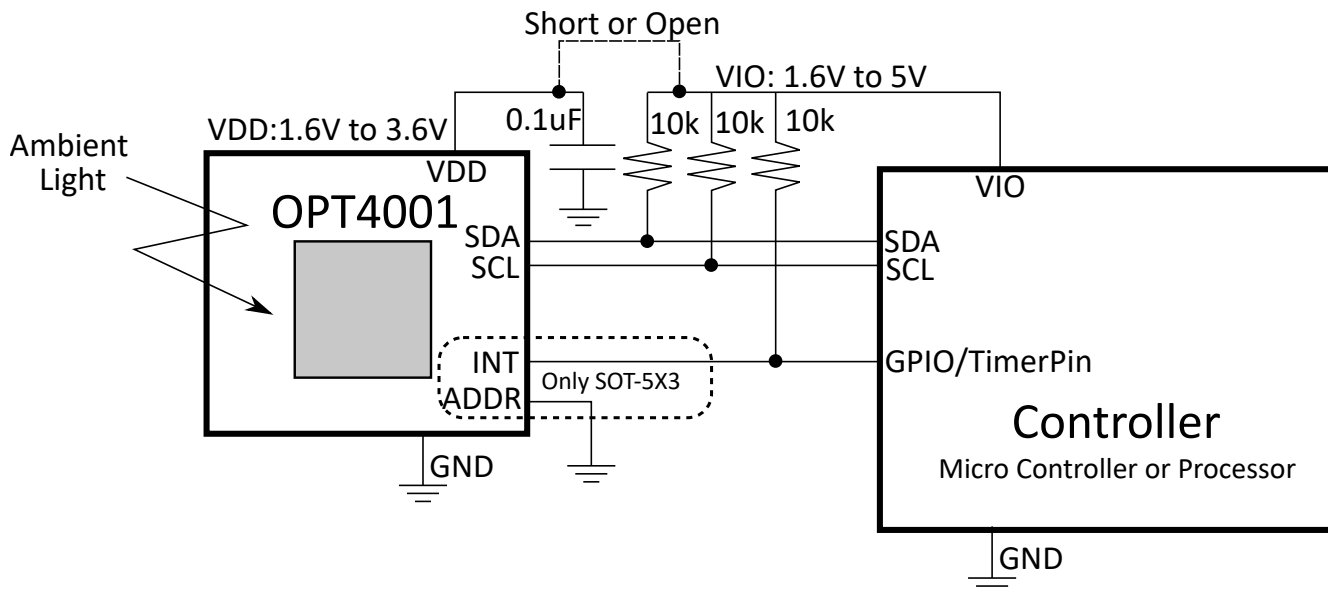 Short or Open
VIO: 1.6V to 5V
0.1uF
10k
10k
10k
VDD:1.6V to 3.6V
Ambient
Light
VDD
VIO
OPT4001
SDA
SCL
SDA
SCL
INT
Only SOT-5X3
ADDR
GPIO/TimerPin
Controller
Micro Controller or Processor
GND
GND